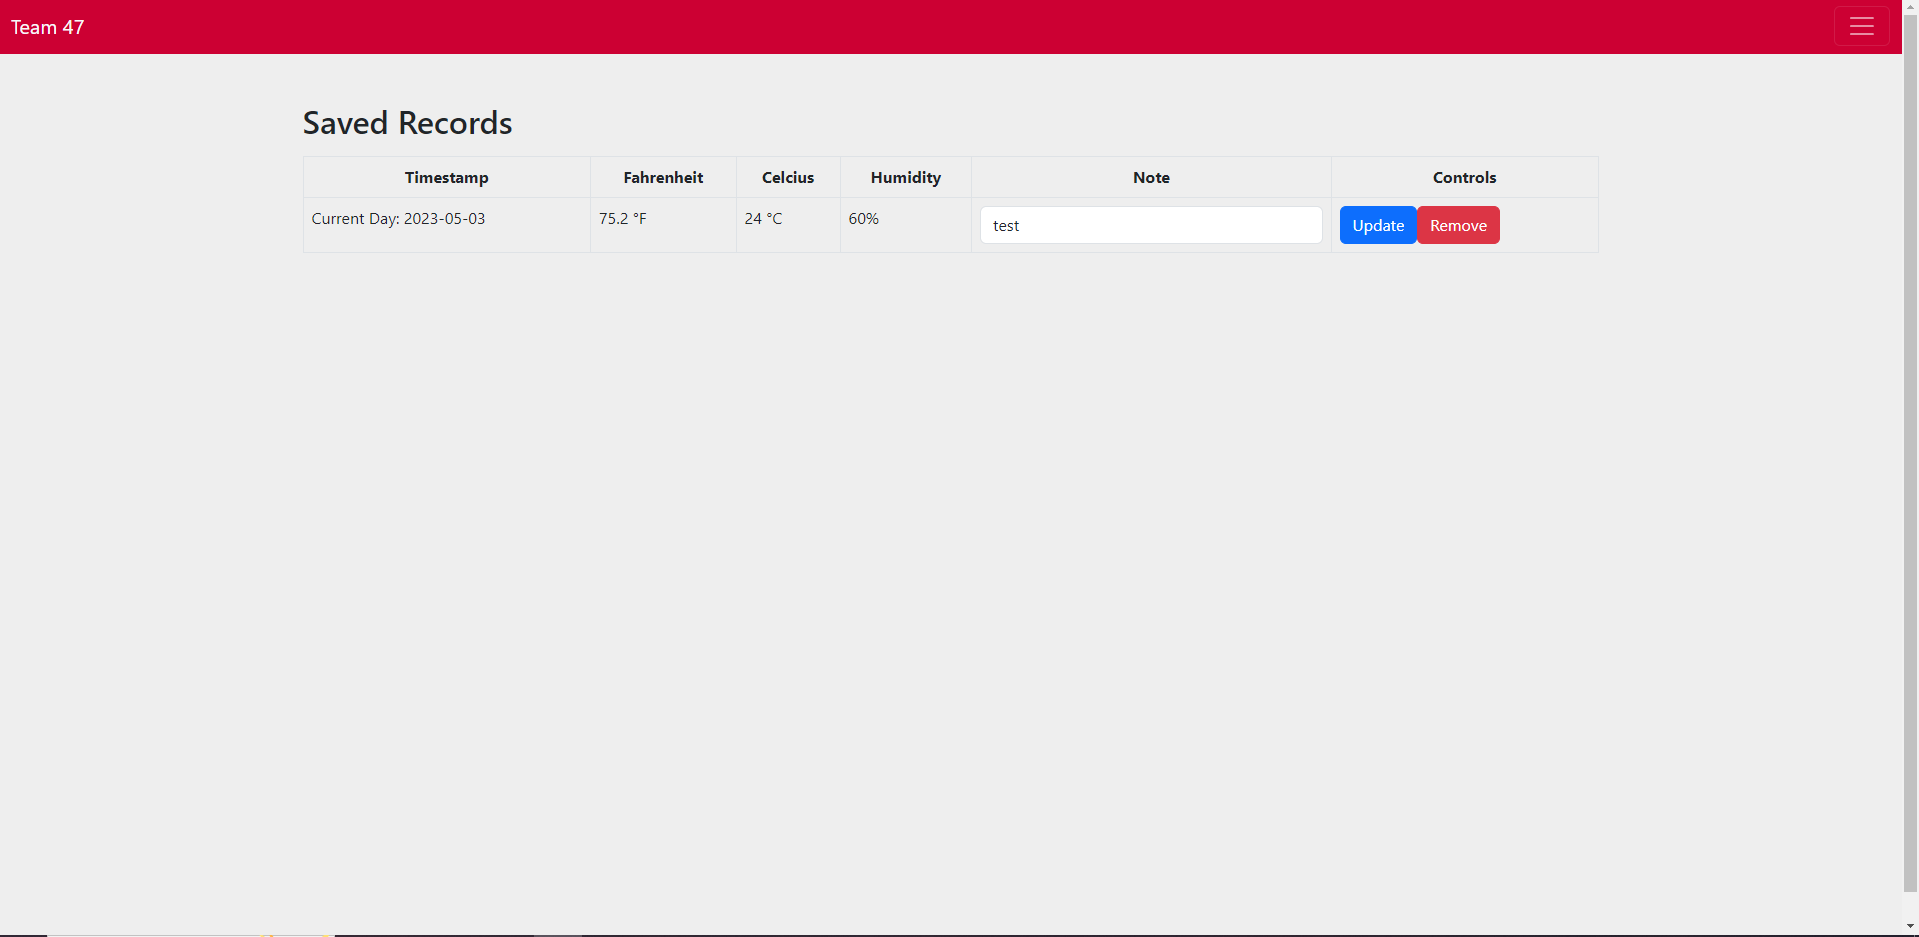 Team 47
Saved Records
Timestamp Fahrenheit Celcius Humidity Note Controls
Current Day: 2023-05-03 75.2 °F 24 °C 60% test Update Remove